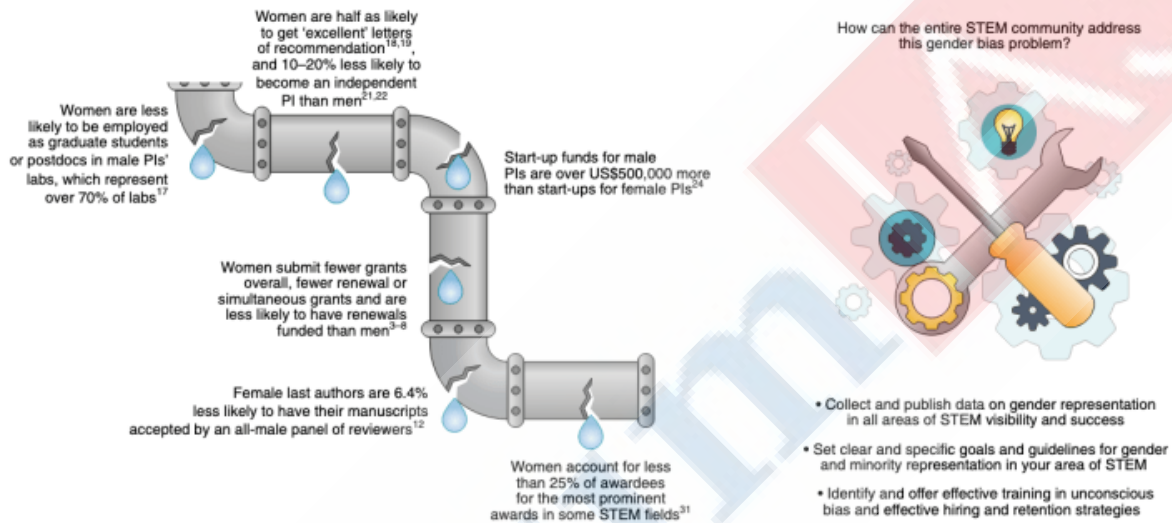 Women are half as likely
to get 'excellent' letters
of recommendation18,19,
and 10–20% less likely to
become an independent
PI than men21,22
Women are less
likely to be employed
as graduate students
or postdocs in male PIs'
labs, which represent
over 70% of labs17
Start-up funds for male
PIs are over US$500,000 more
than start-ups for female PIs24
Women submit fewer grants
overall, fewer renewal or
simultaneous grants and are
less likely to have renewals
funded than men3–8
Female last authors are 6.4%
less likely to have their manuscripts
accepted by an all-male panel of reviewers12
Women account for less
than 25% of awardees
for the most prominent
awards in some STEM fields31
How can the entire STEM community address
this gender bias problem?
• Collect and publish data on gender representation
in all areas of STEM visibility and success
• Set clear and specific goals and guidelines for gender
and minority representation in your area of STEM
• Identify and offer effective training in unconscious
bias and effective hiring and retention strategies